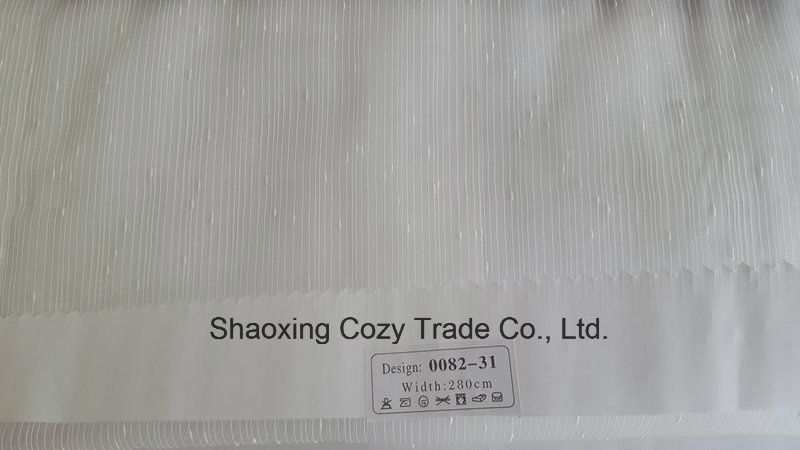 Shaoxing Cozy Trade Co., Ltd.
Design: 0082-31
Width:280cm